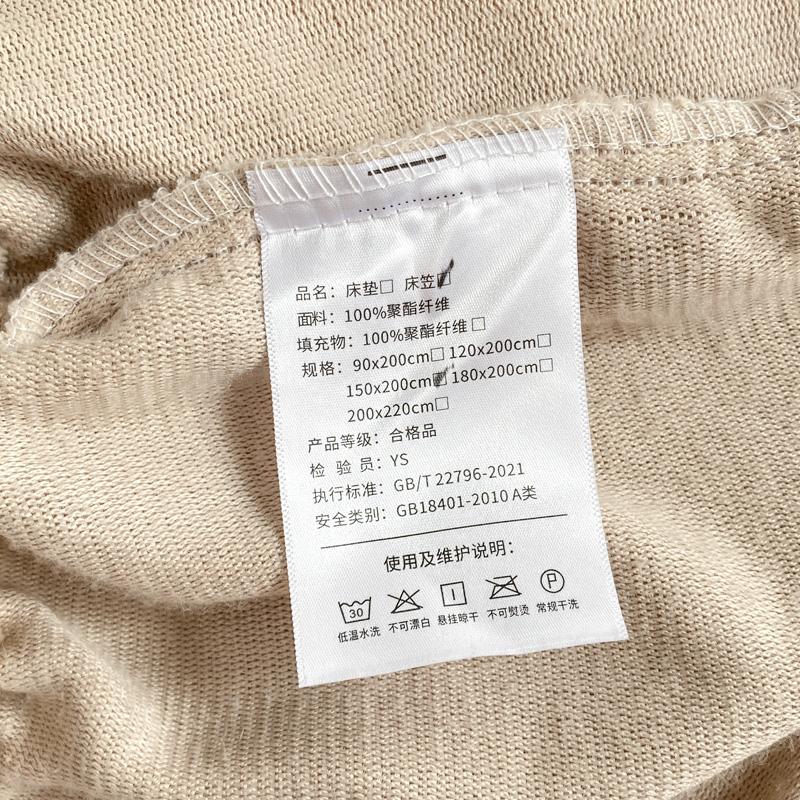 品名：床垫□ 床笠☑
面料：100%聚酯纤维
填充物：100%聚酯纤维□
规格：90x200cm□ 120x200cm□
150x200cm☑ 180x200cm□
200x220cm□
产品等级：合格品
检 验 员：YS
执行标准：GB/T 22796-2021
安全类别：GB18401-2010 A类
使用及维护说明：
30 P
低温水洗 不可漂白 悬挂晾干 不可熨烫 常规干洗